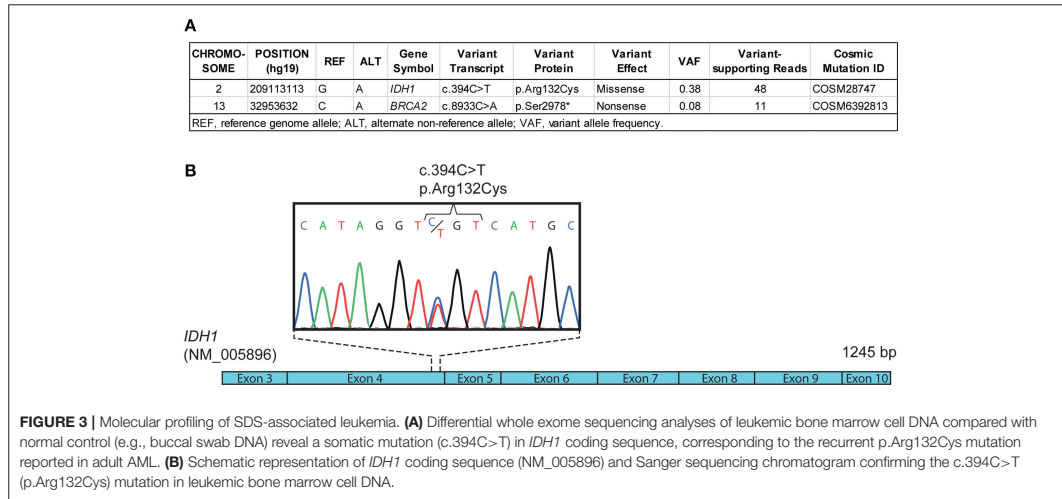 A
CHROMO-SOME POSITION (hg19) REF ALT Gene Symbol Variant Transcript Variant Protein Variant Effect VAF Variant-supporting Reads Cosmic Mutation ID
2 209113113 G A IDH1 c.394C>T p.Arg132Cys Missense 0.38 48 COSM28747
13 32953632 C A BRCA2 c.8933C>A p.Ser2978* Nonsense 0.08 11 COSM6392813
REF, reference genome allele; ALT, alternate non-reference allele; VAF, variant allele frequency.
B
c.394C>T
p.Arg132Cys
C A T A G G T C/T G T C A T G C
IDH1
(NM_005896)
1245 bp
Exon 3 Exon 4 Exon 5 Exon 6 Exon 7 Exon 8 Exon 9 Exon 10
FIGURE 3 | Molecular profiling of SDS-associated leukemia. (A) Differential whole exome sequencing analyses of leukemic bone marrow cell DNA compared with
normal control (e.g., buccal swab DNA) reveal a somatic mutation (c.394C>T) in IDH1 coding sequence, corresponding to the recurrent p.Arg132Cys mutation
reported in adult AML. (B) Schematic representation of IDH1 coding sequence (NM_005896) and Sanger sequencing chromatogram confirming the c.394C>T
(p.Arg132Cys) mutation in leukemic bone marrow cell DNA.